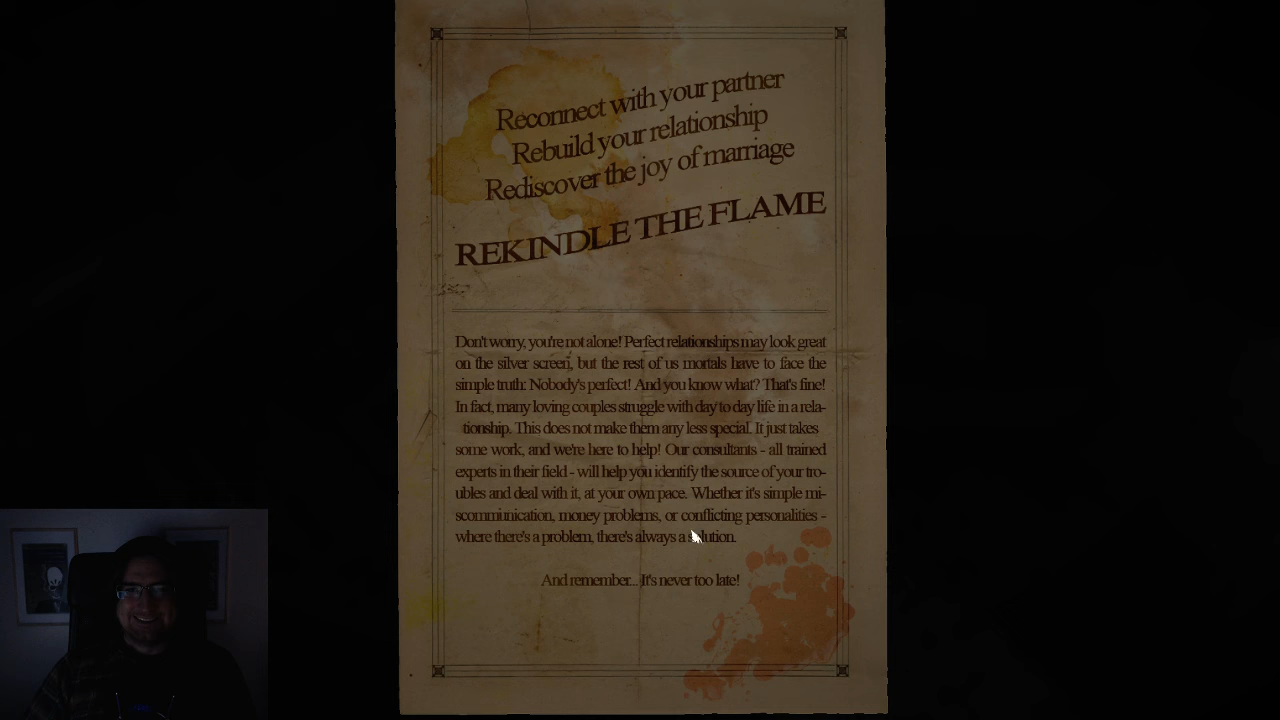 Reconnect with your partner
Rebuild your relationship
Rediscover the joy of marriage
REKINDLE THE FLAME
Don't worry, you're not alone! Perfect relationships may look great
on the silver screen, but the rest of us mortals have to face the
simple truth: Nobody's perfect! And you know what? That's fine!
In fact, many loving couples struggle with day to day life in a rela-
tionship. This does not make them any less special. It just takes
some work, and we're here to help! Our consultants - all trained
experts in their field - will help you identify the source of your tro-
ubles and deal with it, at your own pace. Whether it's simple mi-
scommunication, money problems, or conflicting personalities -
where there's a problem, there's always a solution.
And remember... It's never too late!